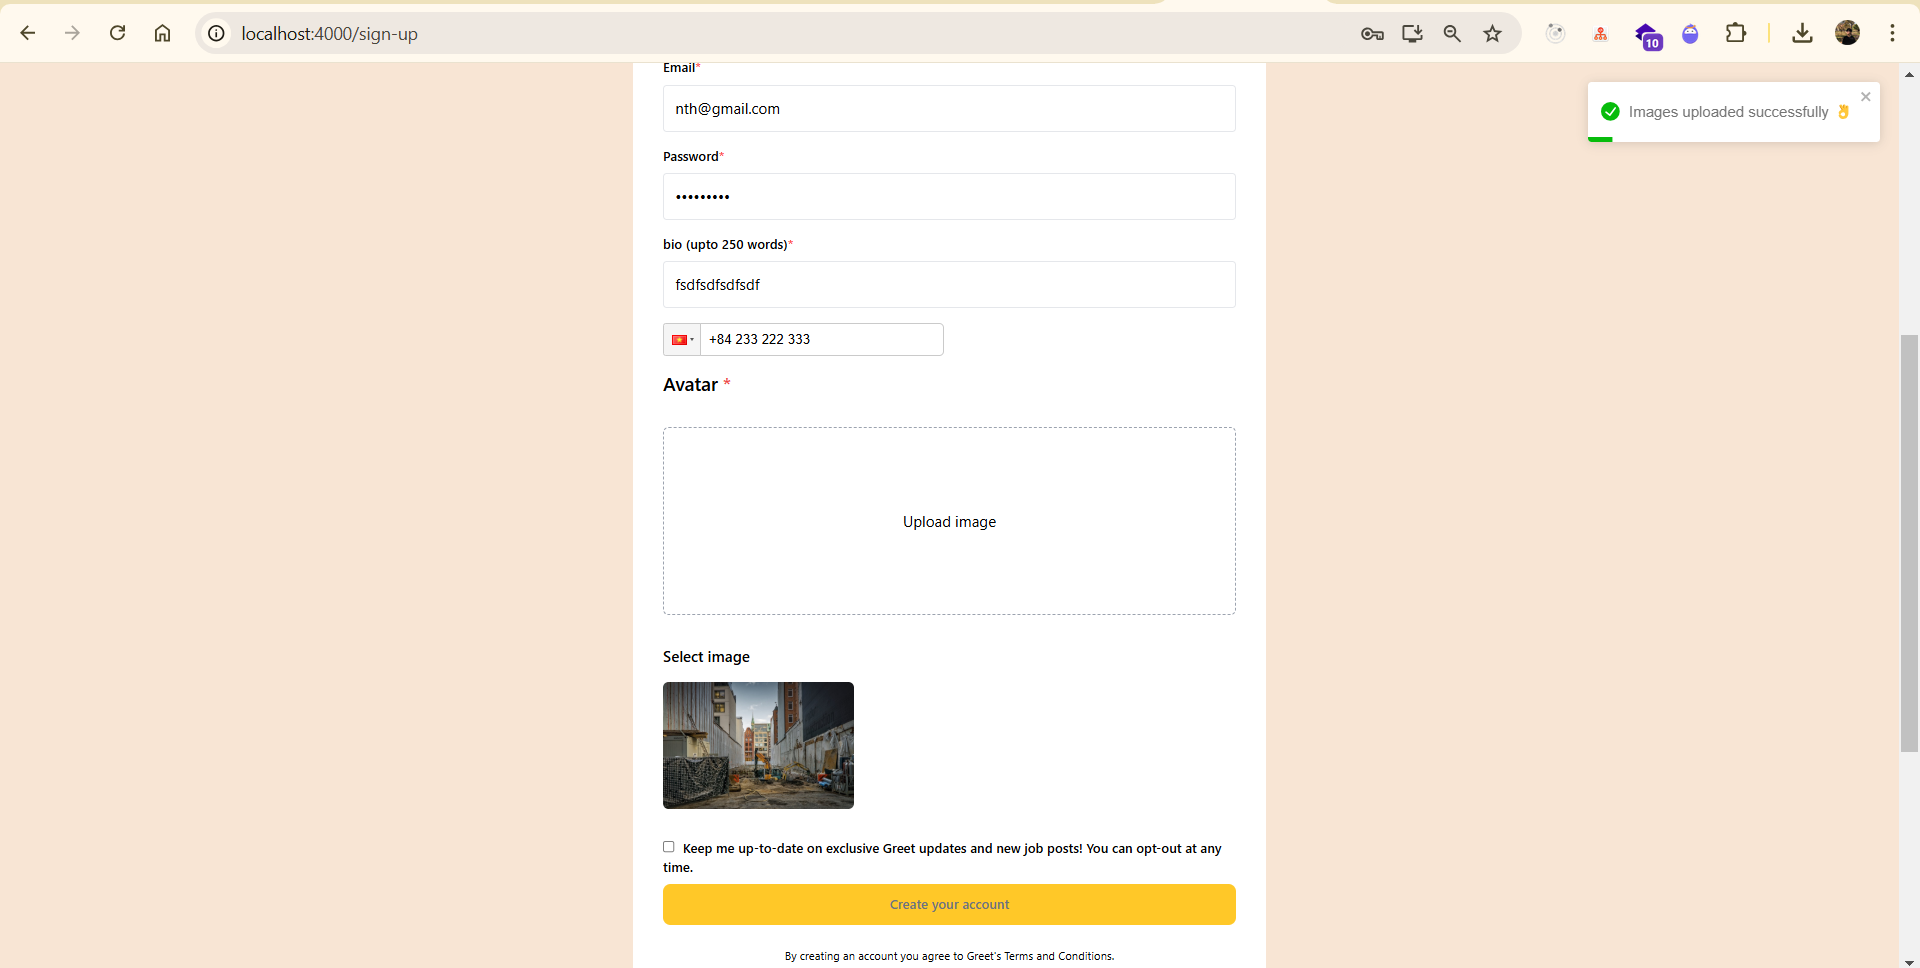 localhost:4000/sign-up
10
Email*
nth@gmail.com
Images uploaded successfully 👌
Password*
•••••••••
bio (upto 250 words)*
fsdfsdfsdfsdf
+84 233 222 333
Avatar *
Upload image
Select image
Keep me up-to-date on exclusive Greet updates and new job posts! You can opt-out at any
time.
Create your account
By creating an account you agree to Greet's Terms and Conditions.